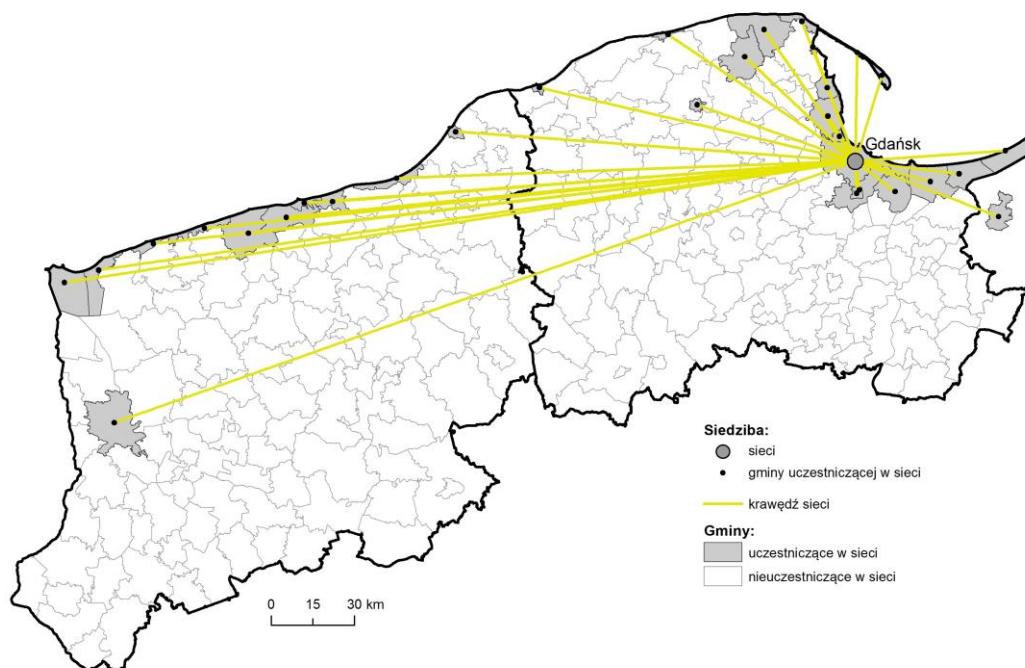 Gdańsk
Siedziba:
sieci
gminy uczestniczącej w sieci
krawędź sieci
Gminy:
uczestniczące w sieci
nieuczestniczące w sieci
0 15 30 km